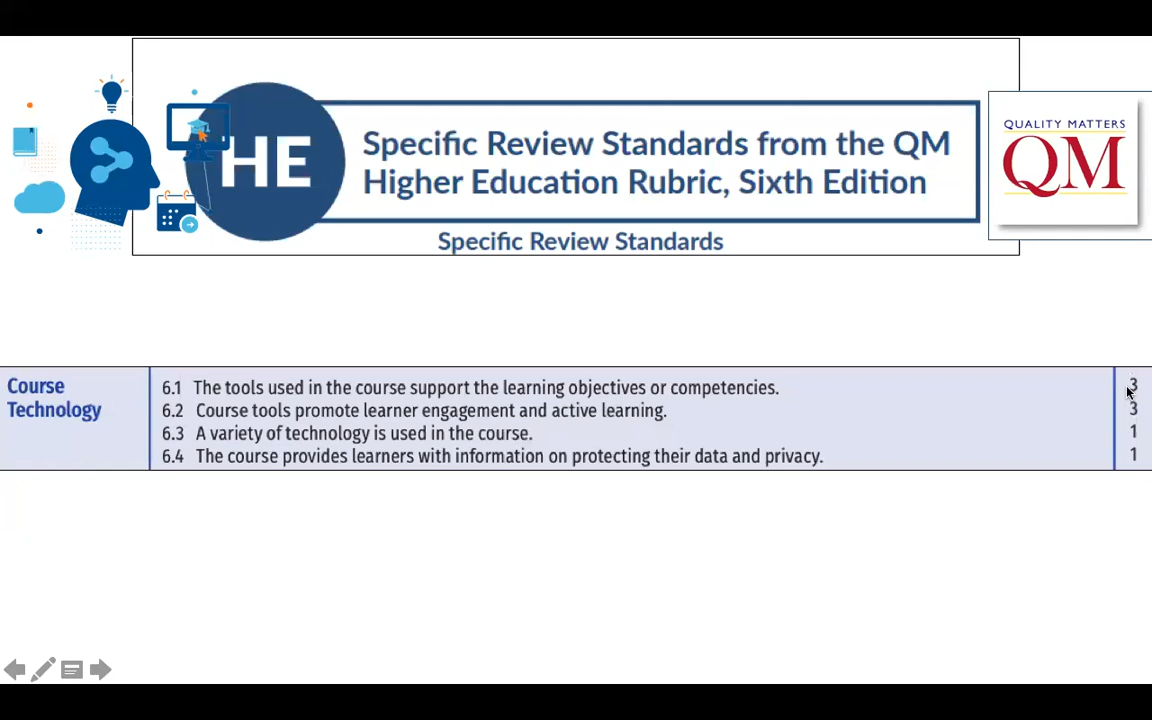 HE
Specific Review Standards from the QM
Higher Education Rubric, Sixth Edition
QUALITY MATTERS
QM
Specific Review Standards
Course
Technology
6.1 The tools used in the course support the learning objectives or competencies. 3
6.2 Course tools promote learner engagement and active learning. 3
6.3 A variety of technology is used in the course. 1
6.4 The course provides learners with information on protecting their data and privacy. 1